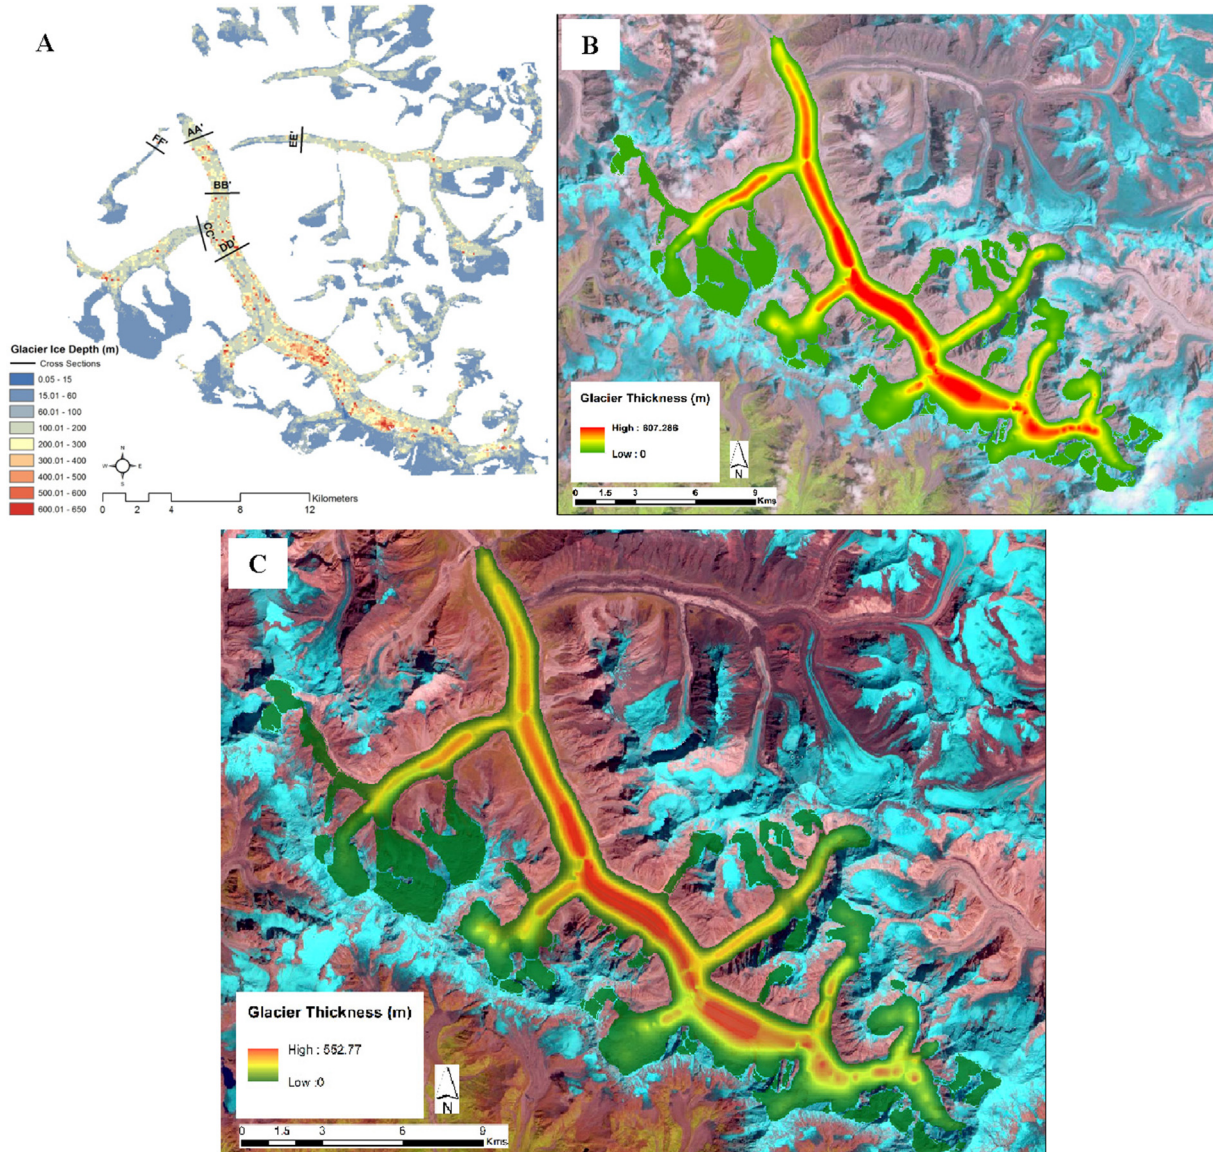 A
FF'
AA'
EE'
BB'
CC'
DD'
Glacier Ice Depth (m)
Cross Sections
0.05 - 15
15.01 - 60
60.01 - 100
100.01 - 200
200.01 - 300
300.01 - 400
400.01 - 500
500.01 - 600
600.01 - 650
N
W E
S
Kilometers
0 2 4 8 12
B
Glacier Thickness (m)
High : 607.286
Low : 0
N
0 1.5 3 6 9
Kms
C
Glacier Thickness (m)
High : 552.77
Low :0
N
0 1.5 3 6 9
Kms